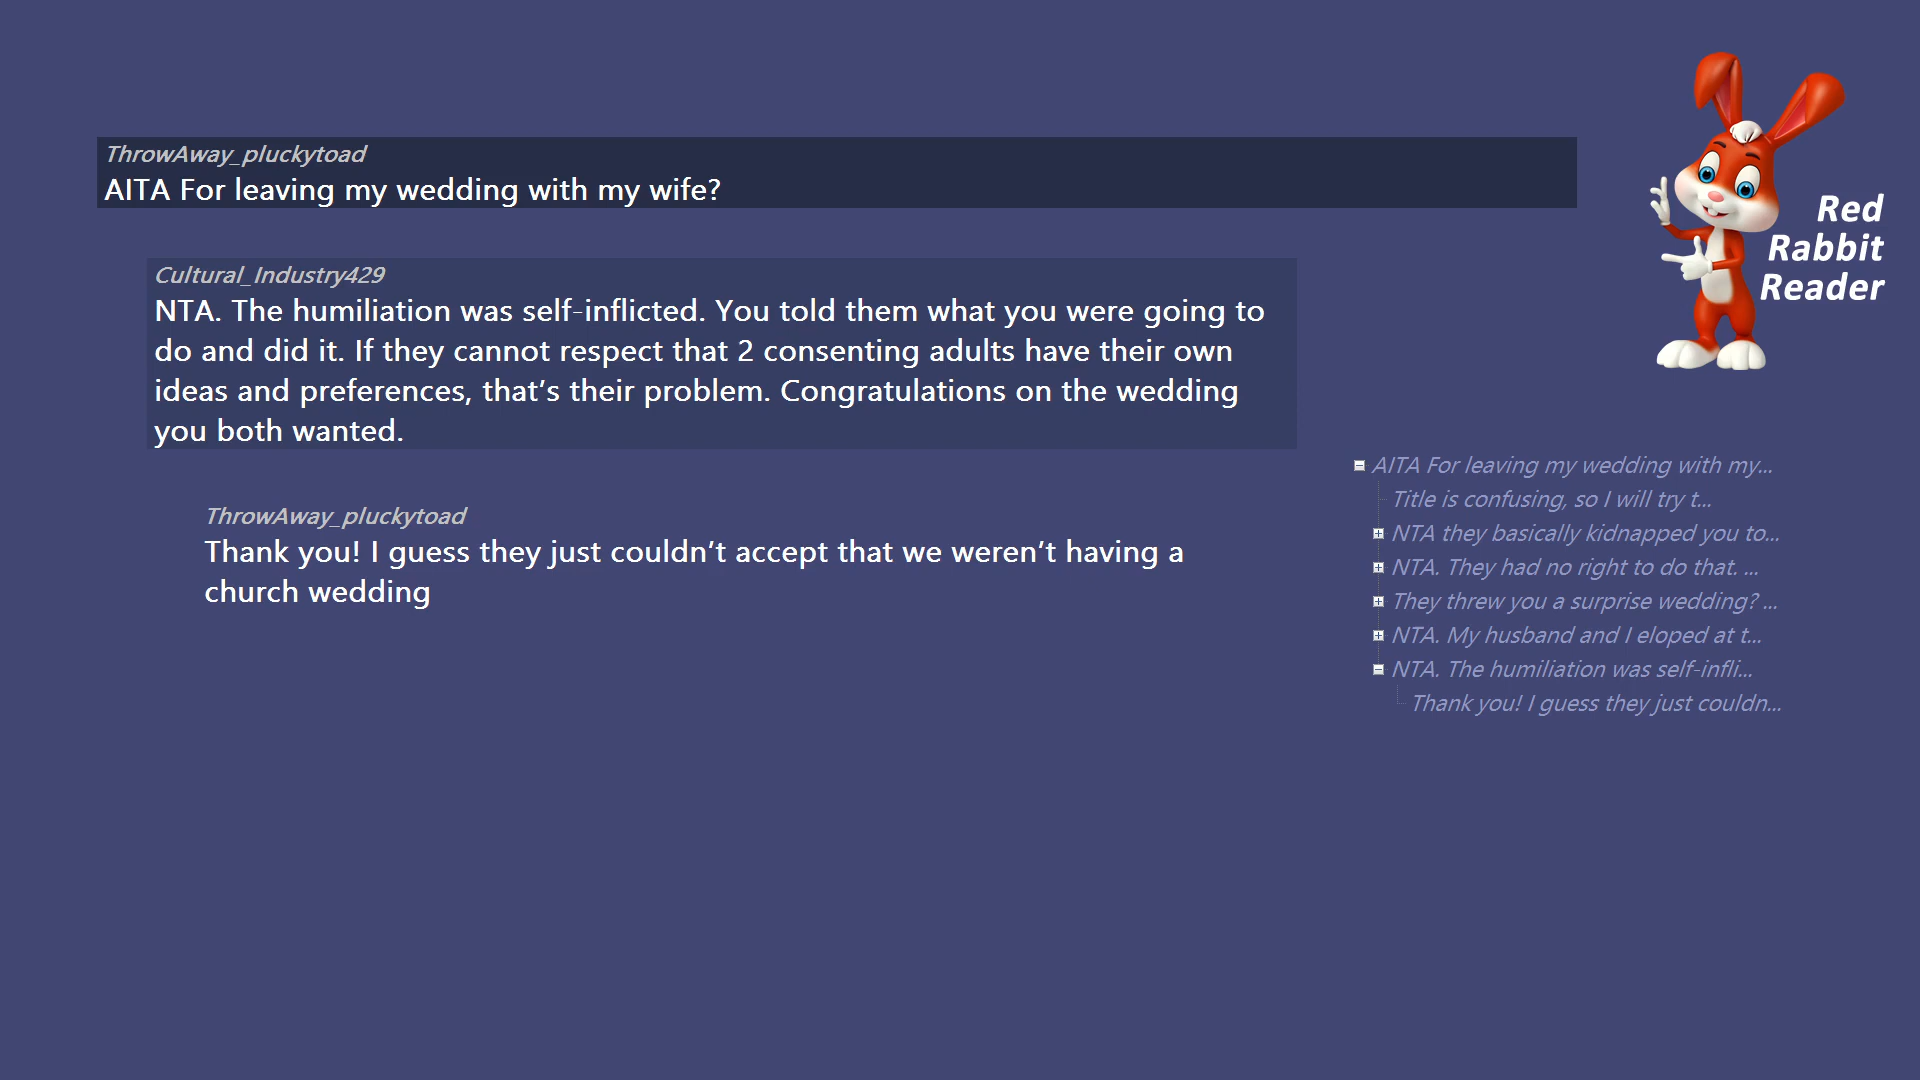 ThrowAway_pluckytoad
AITA For leaving my wedding with my wife?
Cultural_Industry429
NTA. The humiliation was self-inflicted. You told them what you were going to
do and did it. If they cannot respect that 2 consenting adults have their own
ideas and preferences, that’s their problem. Congratulations on the wedding
you both wanted.
ThrowAway_pluckytoad
Thank you! I guess they just couldn’t accept that we weren’t having a
church wedding
Red
Rabbit
Reader
AITA For leaving my wedding with my...
Title is confusing, so I will try t...
NTA they basically kidnapped you to...
NTA. They had no right to do that. ...
They threw you a surprise wedding? ...
NTA. My husband and I eloped at t...
NTA. The humiliation was self-infli...
Thank you! I guess they just couldn...